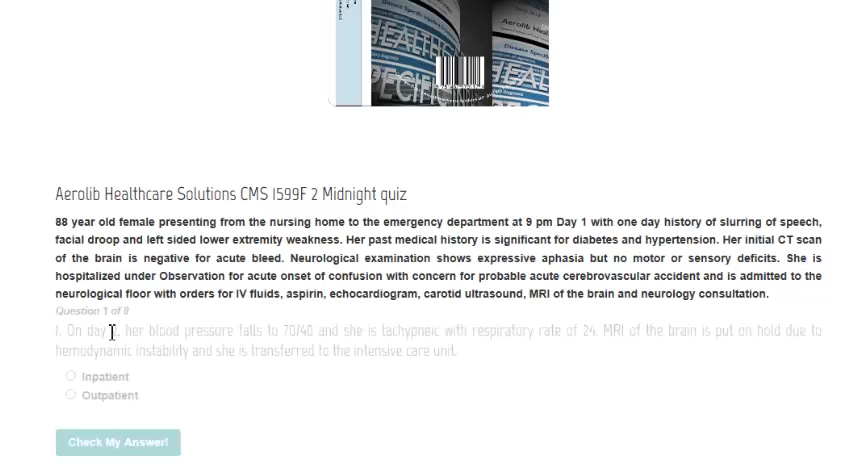 Aerolib Heal
Disease Specific
HEALTHC
HEAL
SPECIFI
SPECIFIC
Aerolib Healthcare Solutions CMS 1599F 2 Midnight quiz
88 year old female presenting from the nursing home to the emergency department at 9 pm Day 1 with one day history of slurring of speech,
facial droop and left sided lower extremity weakness. Her past medical history is significant for diabetes and hypertension. Her initial CT scan
of the brain is negative for acute bleed. Neurological examination shows expressive aphasia but no motor or sensory deficits. She is
hospitalized under Observation for acute onset of confusion with concern for probable acute cerebrovascular accident and is admitted to the
neurological floor with orders for IV fluids, aspirin, echocardiogram, carotid ultrasound, MRI of the brain and neurology consultation.
Question 1 of 8
1. On day her blood pressure falls to 70/40 and she is tachypneic with respiratory rate of 24. MRI of the brain is put on hold due to
hemodynamic instability and she is transferred to the intensive care unit.
Inpatient
Outpatient
Check My Answer!